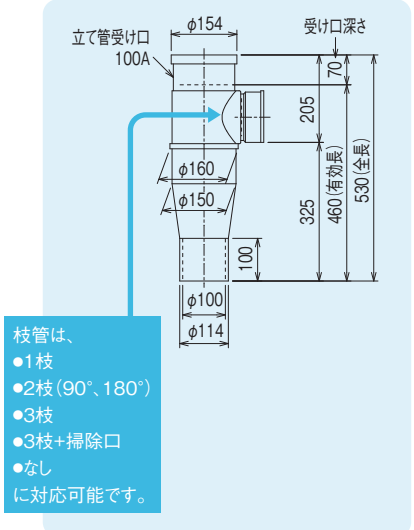 φ154
受け口深さ
立て管受け口
100A
70
205
φ160
φ150
325
460(有効長)
530(全長)
100
φ100
φ114
枝管は、
●1枝
●2枝(90°、180°)
●3枝
●3枝+掃除口
●なし
に対応可能です。